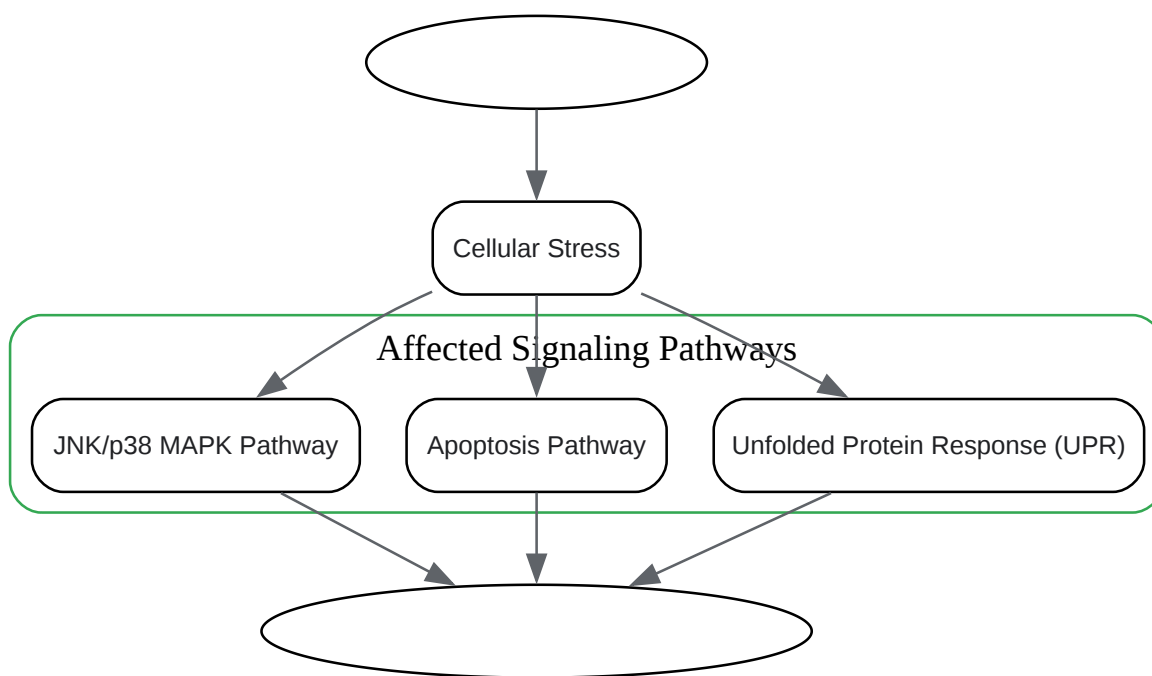 Cellular Stress
Affected Signaling Pathways
JNK/p38 MAPK Pathway
Apoptosis Pathway
Unfolded Protein Response (UPR)